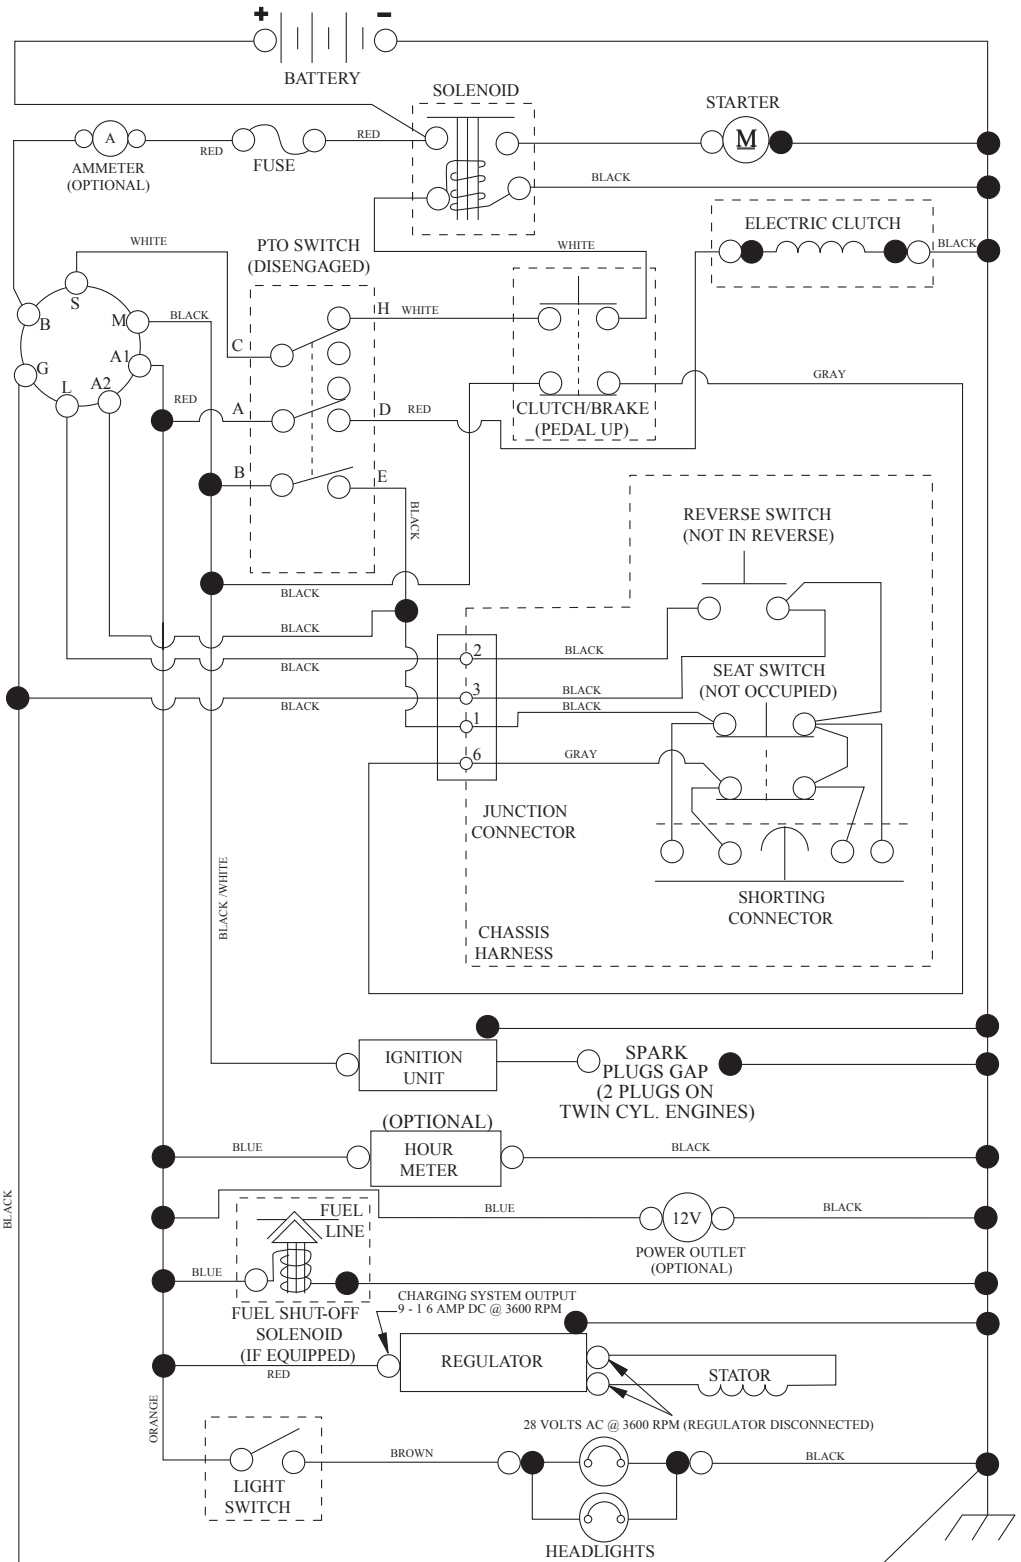 + -
BATTERY
SOLENOID
STARTER
M
A
AMMETER
(OPTIONAL)
RED
FUSE
RED
BLACK
WHITE
PTO SWITCH
(DISENGAGED)
WHITE
ELECTRIC CLUTCH
BLACK
S
B
M
BLACK
G
A1
L
A2
RED
C
H
WHITE
A
D
RED
B
E
BLACK
CLUTCH/BRAKE
(PEDAL UP)
GRAY
REVERSE SWITCH
(NOT IN REVERSE)
BLACK
BLACK
2
BLACK
BLACK
SEAT SWITCH
(NOT OCCUPIED)
3
BLACK
BLACK
BLACK
1
6
GRAY
JUNCTION
CONNECTOR
SHORTING
CONNECTOR
CHASSIS
HARNESS
BLACK /WHITE
IGNITION
UNIT
SPARK
PLUGS GAP
(2 PLUGS ON
TWIN CYL. ENGINES)
(OPTIONAL)
BLUE
HOUR
METER
BLACK
BLACK
FUEL
LINE
BLUE
12V
BLACK
POWER OUTLET
(OPTIONAL)
BLUE
FUEL SHUT-OFF
SOLENOID
(IF EQUIPPED)
CHARGING SYSTEM OUTPUT
9 - 1 6 AMP DC @ 3600 RPM
RED
REGULATOR
STATOR
28 VOLTS AC @ 3600 RPM (REGULATOR DISCONNECTED)
ORANGE
LIGHT
SWITCH
BROWN
BLACK
HEADLIGHTS